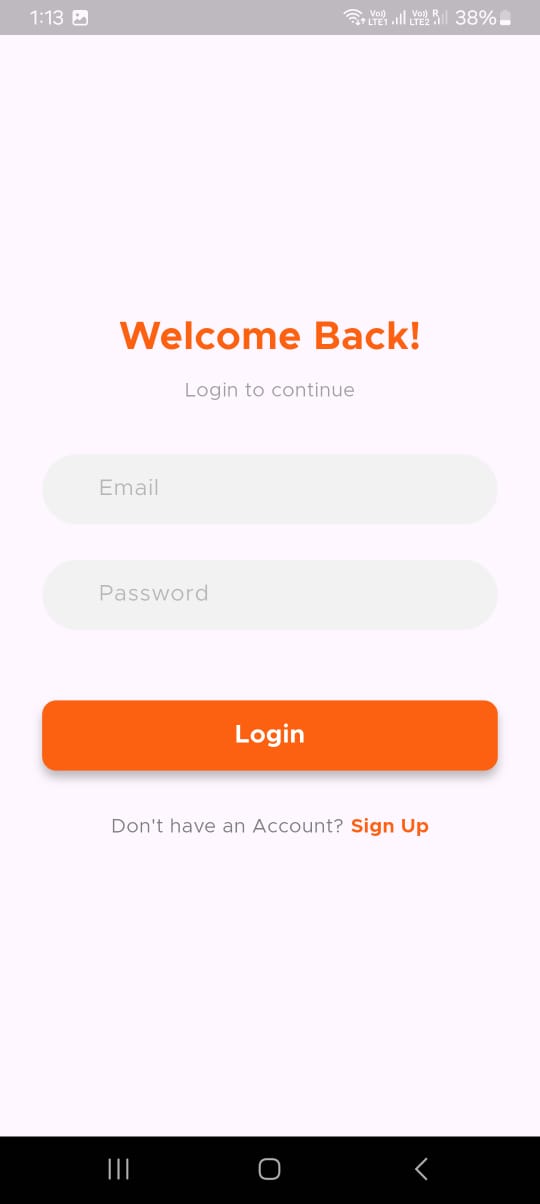 1:13 Vo)) LTE1 Vo)) LTE2 R 38%
Welcome Back!
Login to continue
Email
Password
Login
Don't have an Account? Sign Up